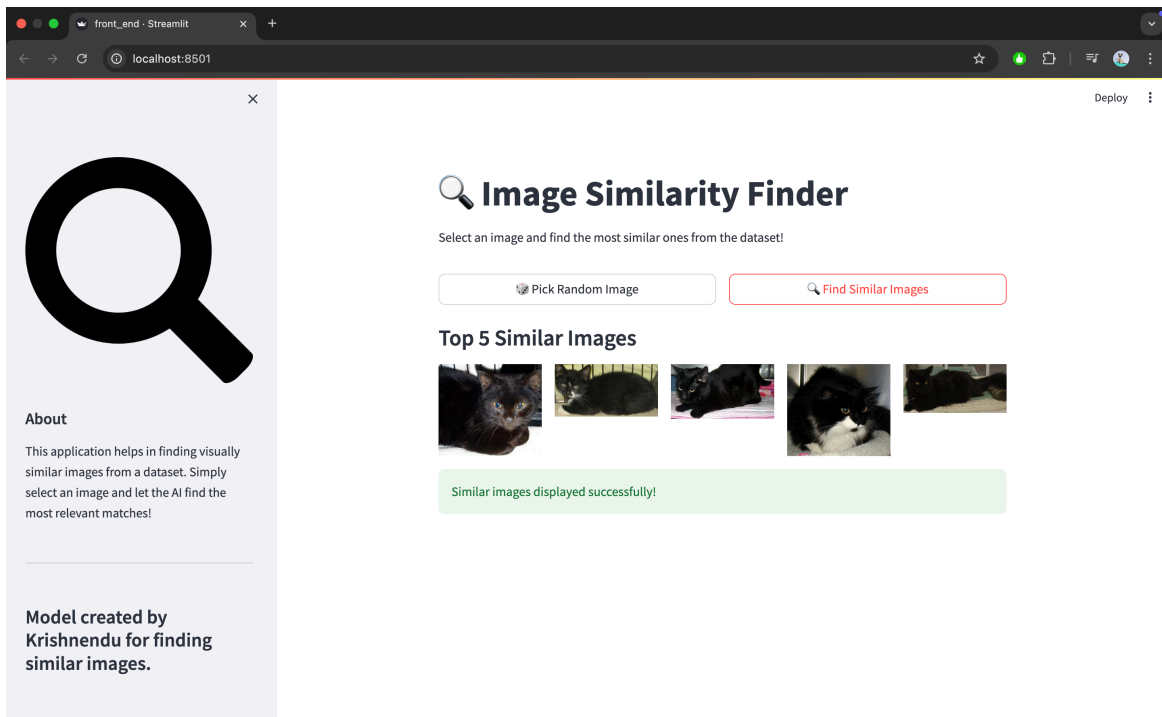 front_end · Streamlit
localhost:8501
Deploy
About
This application helps in finding visually
similar images from a dataset. Simply
select an image and let the AI find the
most relevant matches!
Model created by
Krishnendu for finding
similar images.
Image Similarity Finder
Select an image and find the most similar ones from the dataset!
Pick Random Image
Find Similar Images
Top 5 Similar Images
Similar images displayed successfully!